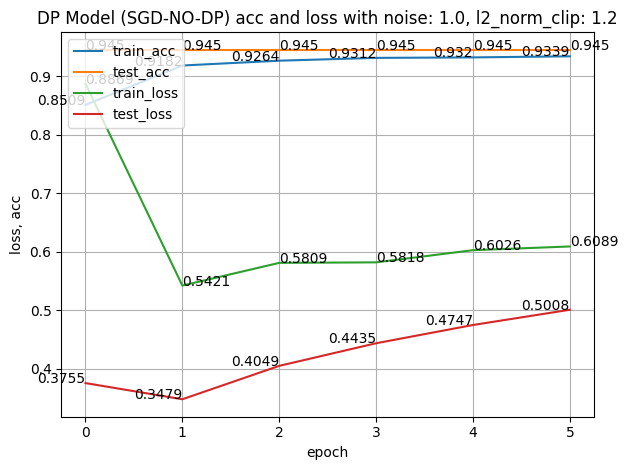 DP Model (SGD-NO-DP) acc and loss with noise: 1.0, l2_norm_clip: 1.2
train_acc
test_acc
train_loss
test_loss
0.945 0.945 0.945 0.945 0.945 0.945
0.8509 0.9182 0.9264 0.9312 0.932 0.9339
0.8869 0.5421 0.5809 0.5818 0.6026 0.6089
0.3755 0.3479 0.4049 0.4435 0.4747 0.5008
0.9
0.8
0.7
0.6
0.5
0.4
loss, acc
0 1 2 3 4 5
epoch